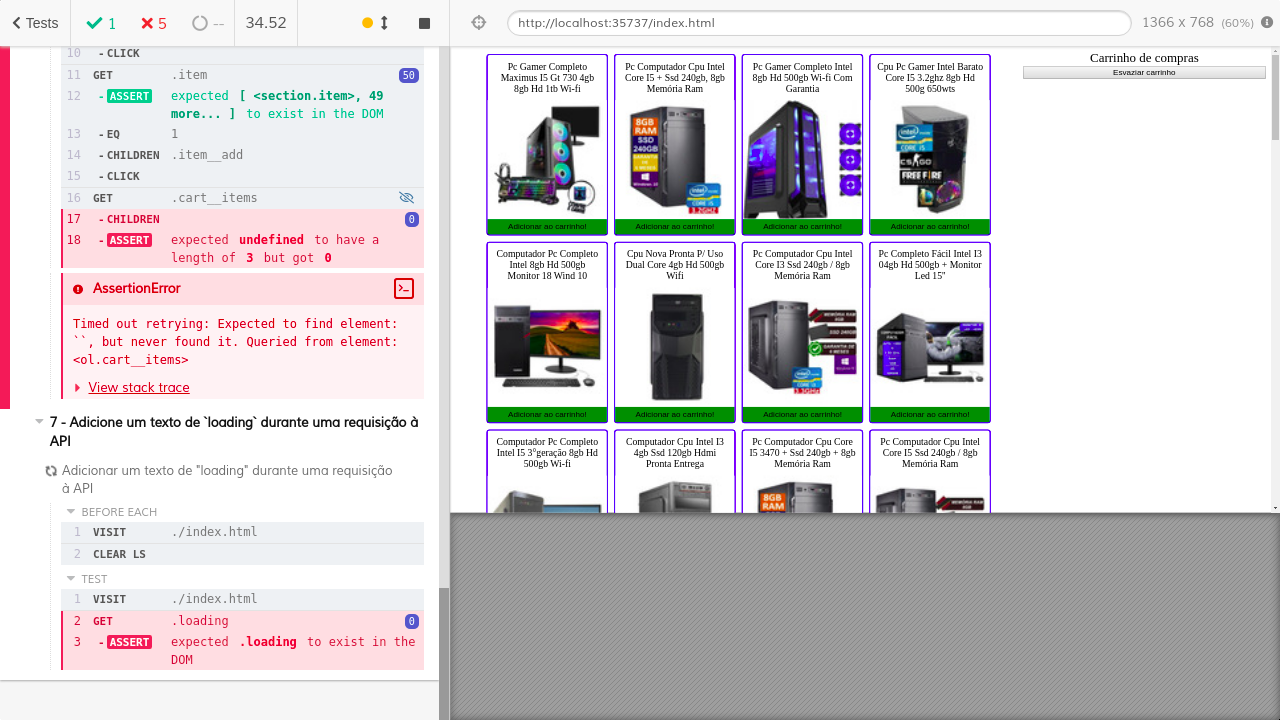 Tests
1
5
--
34.52
http://localhost:35737/index.html
1366 x 768 (60%)
10 - CLICK
11 GET .item 50
12 - ASSERT expected [ <section.item>, 49
more... ] to exist in the DOM
13 - EQ 1
14 - CHILDREN .item__add
15 - CLICK
16 GET .cart__items
17 - CHILDREN 0
18 - ASSERT expected undefined to have a
length of 3 but got 0
AssertionError
Timed out retrying: Expected to find element:
``, but never found it. Queried from element:
<ol.cart__items>
View stack trace
7 - Adicione um texto de `loading` durante uma requisição à
API
Adicionar um texto de "loading" durante uma requisição
à API
BEFORE EACH
1 VISIT ./index.html
2 CLEAR LS
TEST
1 VISIT ./index.html
2 GET .loading 0
3 - ASSERT expected .loading to exist in the
DOM
Pc Gamer Completo
Maximus I5 Gt 730 4gb
8gb Hd 1tb Wi-fi
Adicionar ao carrinho!
Pc Computador Cpu Intel
Core I5 + Ssd 240gb, 8gb
Memória Ram
8GB
RAM
SSD
240GB
Adicionar ao carrinho!
Pc Gamer Completo Intel
8gb Hd 500gb Wi-fi Com
Garantia
Adicionar ao carrinho!
Cpu Pc Gamer Intel Barato
Core I5 3.2ghz 8gb Hd
500g 650wts
intel
CORE i5
CS:GO
FREE FIRE
Adicionar ao carrinho!
Carrinho de compras
Esvaziar carrinho
Computador Pc Completo
Intel 8gb Hd 500gb
Monitor 18 Wind 10
Adicionar ao carrinho!
Cpu Nova Pronta P/ Uso
Dual Core 4gb Hd 500gb
Wifi
Adicionar ao carrinho!
Pc Computador Cpu Intel
Core I3 Ssd 240gb / 8gb
Memória Ram
Adicionar ao carrinho!
Pc Completo Fácil Intel I3
04gb Hd 500gb + Monitor
Led 15"
Adicionar ao carrinho!
Computador Pc Completo
Intel I5 3°geração 8gb Hd
500gb Wi-fi
Computador Cpu Intel I3
4gb Ssd 120gb Hdmi
Pronta Entrega
Pc Computador Cpu Core
I5 3470 + Ssd 240gb + 8gb
Memória Ram
8GB
RAM
Pc Computador Cpu Intel
Core I5 Ssd 240gb / 8gb
Memória Ram